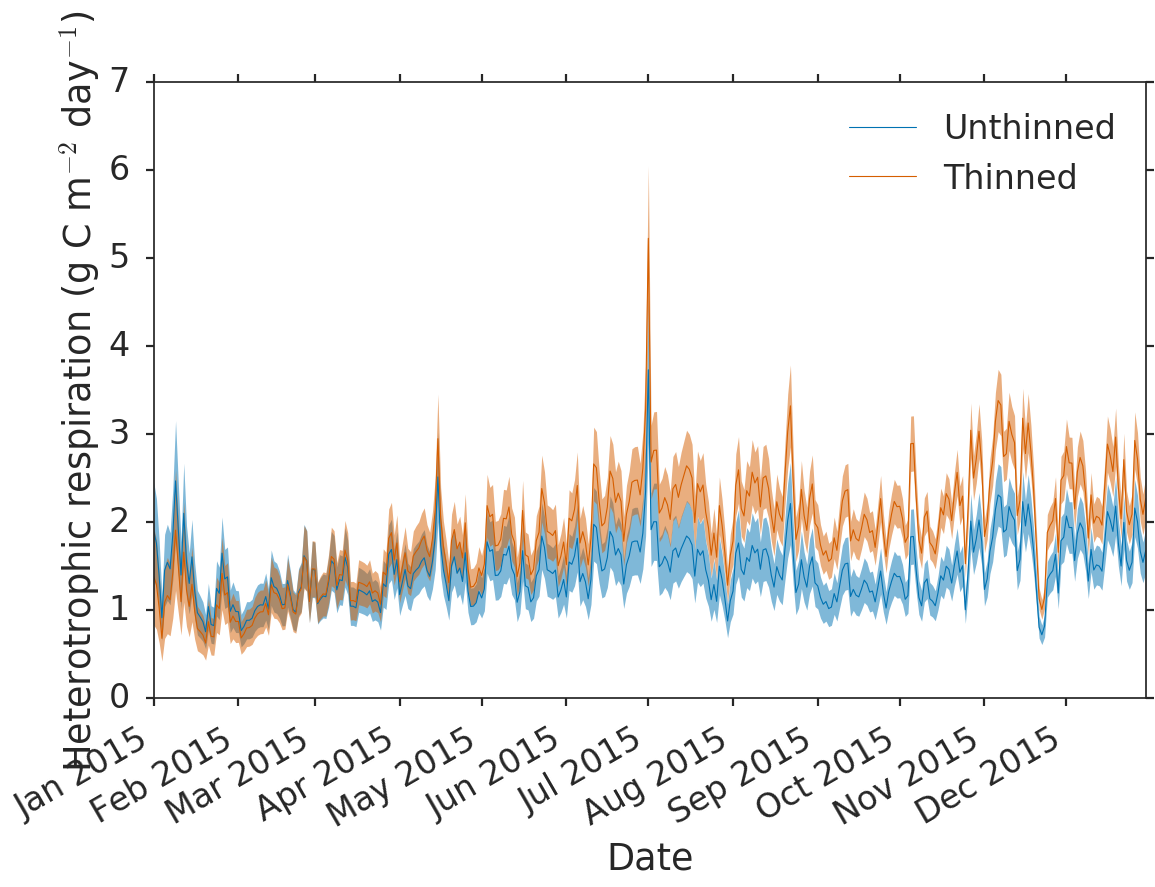 Heterotrophic respiration (g C m⁻² day⁻¹)
7
6
5
4
3
2
1
0
Unthinned
Thinned
Jan 2015
Feb 2015
Mar 2015
Apr 2015
May 2015
Jun 2015
Jul 2015
Aug 2015
Sep 2015
Oct 2015
Nov 2015
Dec 2015
Date